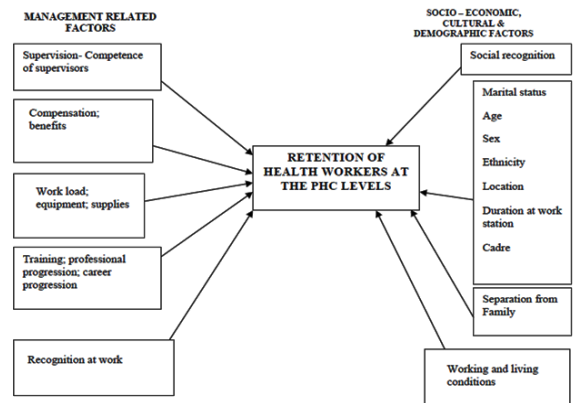 MANAGEMENT RELATED
FACTORS
Supervision- Competence
of supervisors
Compensation;
benefits
Work load;
equipment; supplies
Training; professional
progression; career
progression
Recognition at work
RETENTION OF
HEALTH WORKERS AT
THE PHC LEVELS
SOCIO – ECONOMIC,
CULTURAL &
DEMOGRAPHIC FACTORS
Social recognition
Marital status
Age
Sex
Ethnicity
Location
Duration at work
station
Cadre
Separation from
Family
Working and living
conditions